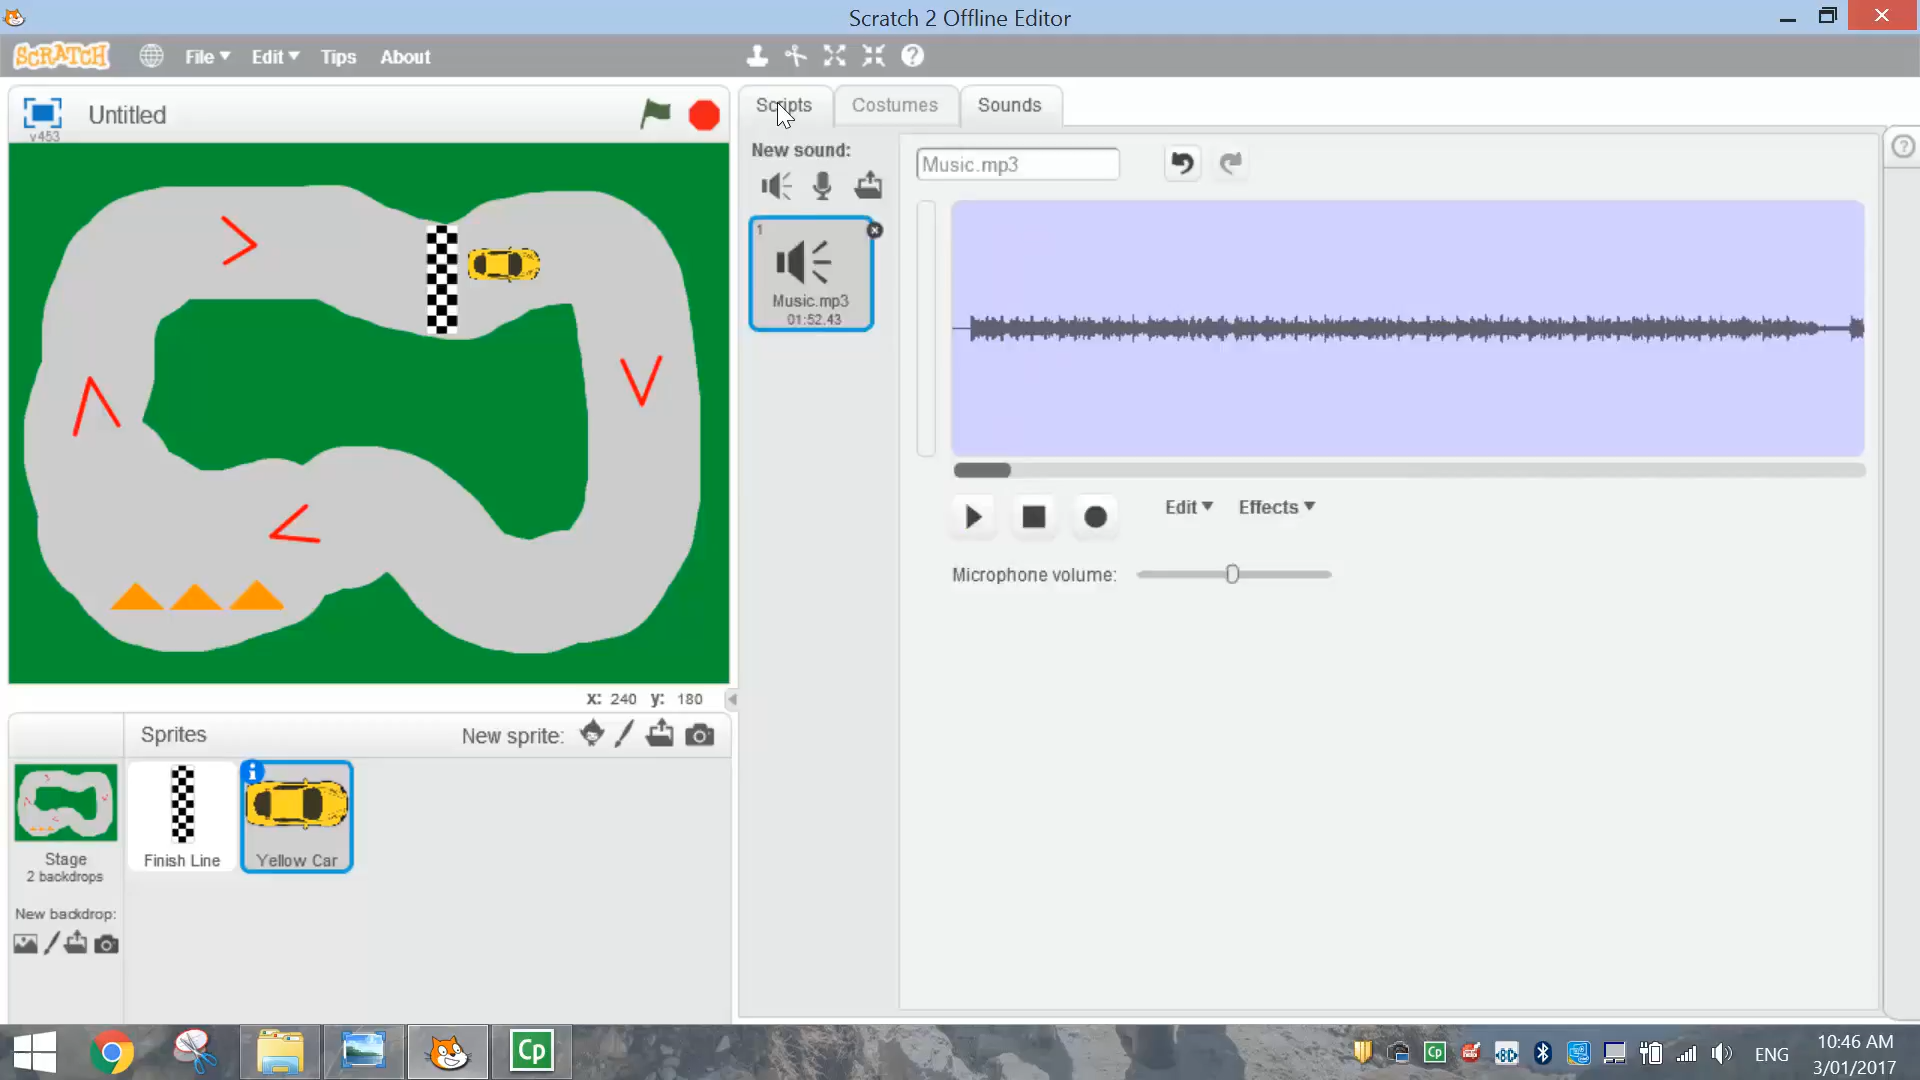 Scratch 2 Offline Editor
SCRATCH
File
Edit
Tips
About
v453
Untitled
Scripts
Costumes
Sounds
New sound:
Music.mp3
1
Music.mp3
01:52.43
Edit
Effects
Microphone volume:
x: 240 y: 180
Sprites
New sprite:
Stage
2 backdrops
Finish Line
Yellow Car
New backdrop:
Cp
Cp
ENG
10:46 AM
3/01/2017